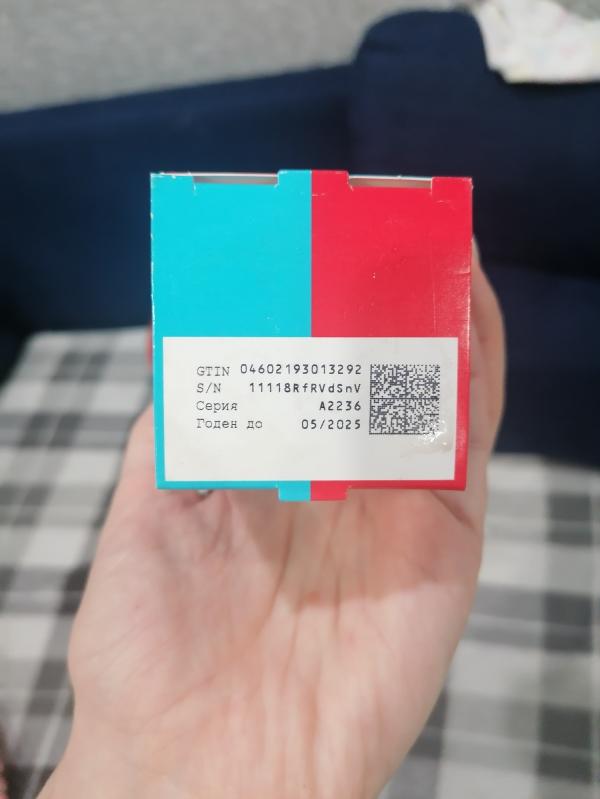 GTIN 04602193013292
S/N 11118RfRVdSnV
Серия A2236
Годен до 05/2025